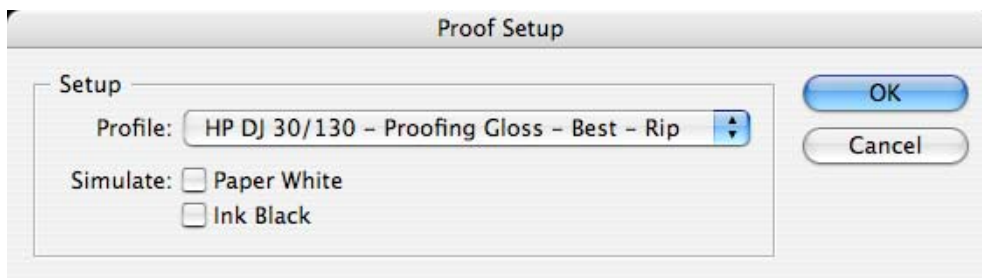 Proof Setup
Setup
Profile: HP DJ 30/130 – Proofing Gloss – Best – Rip
Simulate: Paper White
Ink Black
OK
Cancel